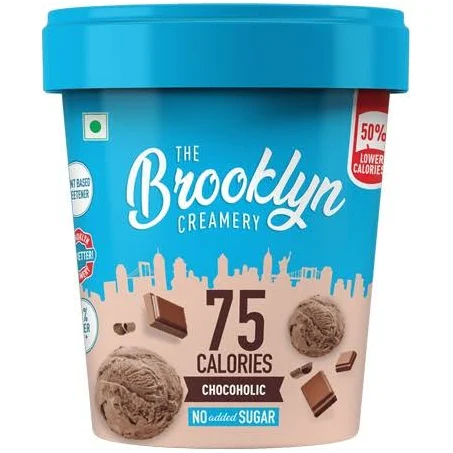 THE
Brooklyn
CREAMERY
50%
LOWER
CALORIES
75
CALORIES
CHOCOHOLIC
NO added SUGAR